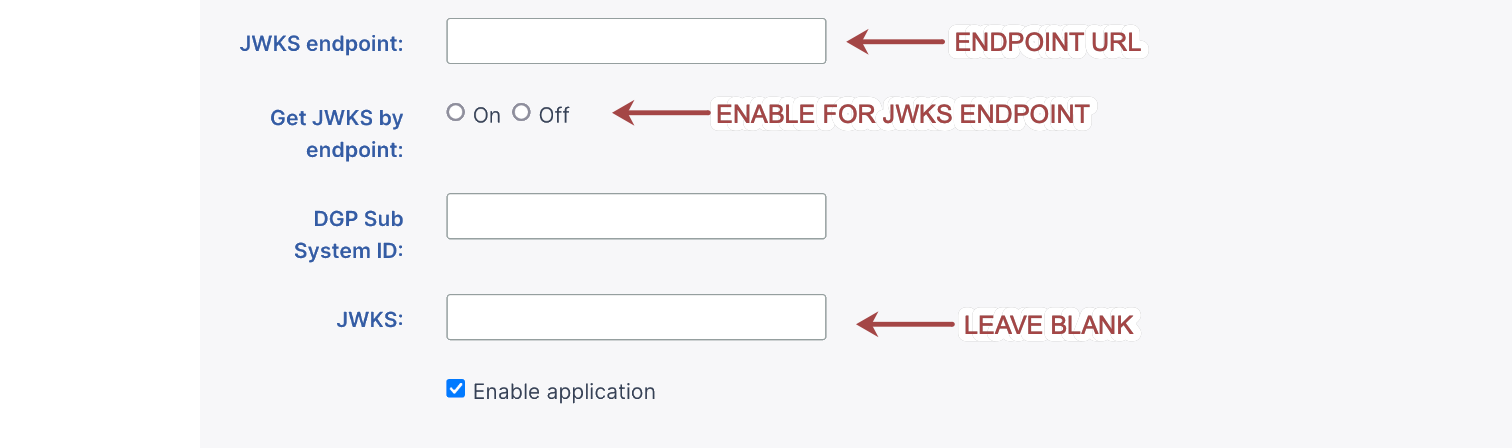 JWKS endpoint:
ENDPOINT URL
Get JWKS by
endpoint:
On
Off
ENABLE FOR JWKS ENDPOINT
DGP Sub
System ID:
JWKS:
LEAVE BLANK
Enable application